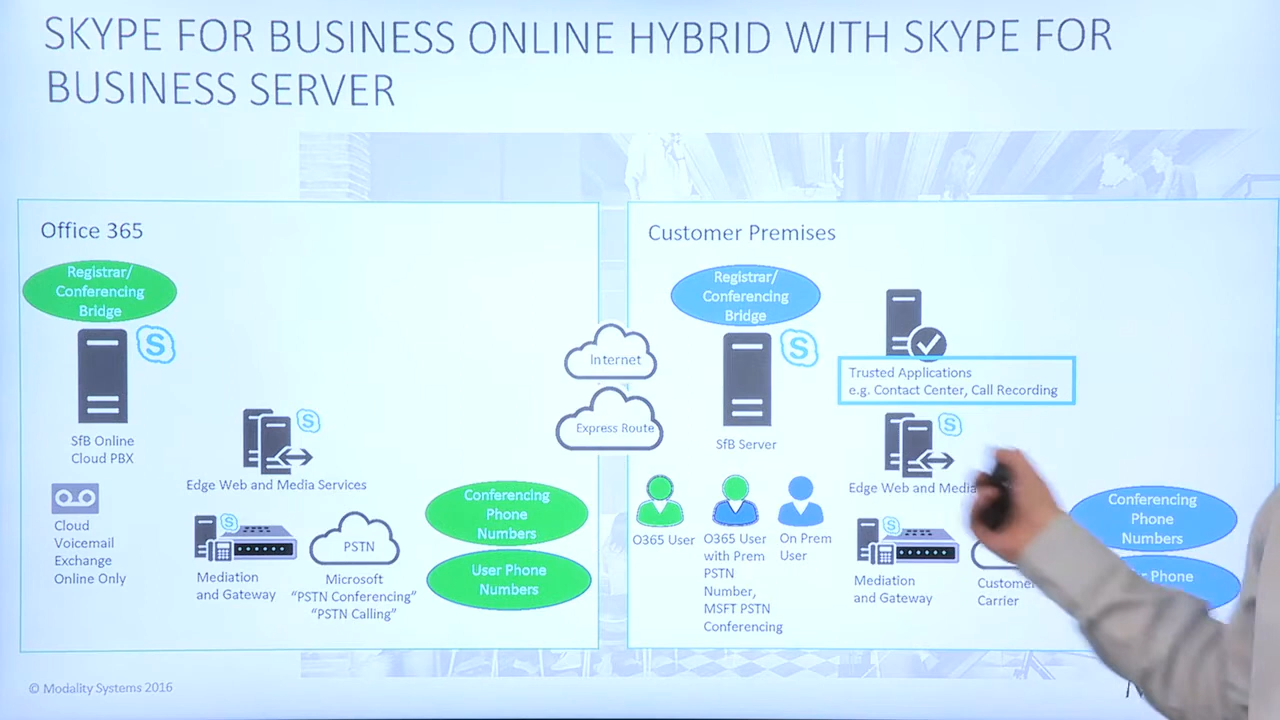 SKYPE FOR BUSINESS ONLINE HYBRID WITH SKYPE FOR
BUSINESS SERVER
Office 365
Registrar/
Conferencing
Bridge
SfB Online
Cloud PBX
Edge Web and Media Services
Cloud
Voicemail
Exchange
Online Only
Mediation
and Gateway
PSTN
Microsoft
"PSTN Conferencing"
"PSTN Calling"
Conferencing
Phone
Numbers
User Phone
Numbers
Internet
Express Route
Customer Premises
Registrar/
Conferencing
Bridge
SfB Server
Trusted Applications
e.g. Contact Center, Call Recording
Edge Web and Media
O365 User
O365 User
with Prem
PSTN
Number,
MSFT PSTN
Conferencing
On Prem
User
Mediation
and Gateway
Customer
Carrier
Conferencing
Phone
Numbers
Phone
© Modality Systems 2016